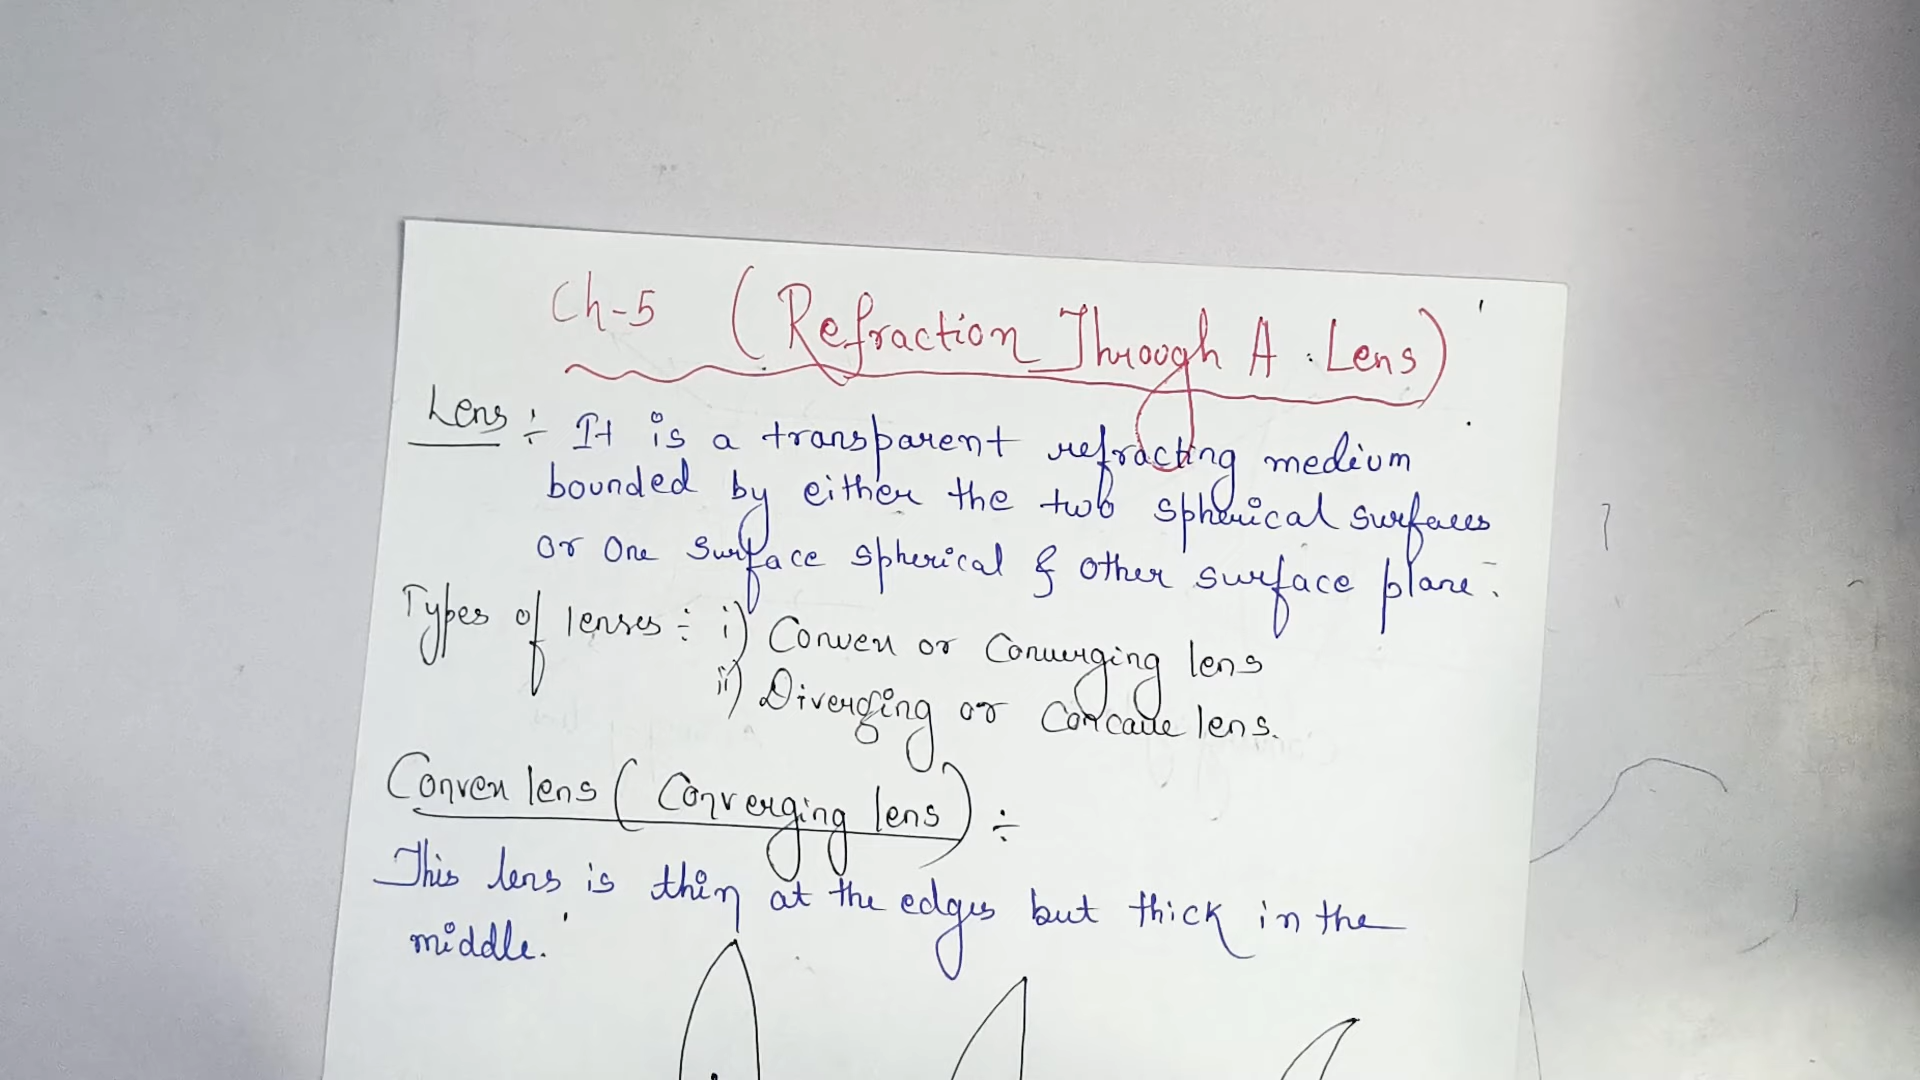 Ch-5 (Refraction Through A Lens)
Lens ÷ It is a transparent refracting medium
bounded by either the two spherical surfaces
or One Surface spherical & other surface plane.
Types of lenses ÷ i) Convex or Converging lens
ii) Diverging or Concave lens.
Convex lens (Converging lens) ÷
This lens is thin at the edges but thick in the
middle.